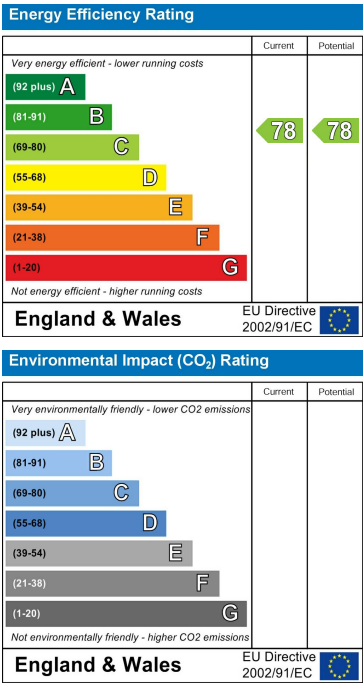 Energy Efficiency Rating
Current Potential
Very energy efficient - lower running costs
(92 plus) A
(81-91) B
(69-80) C
78 78
(55-68) D
(39-54) E
(21-38) F
(1-20) G
Not energy efficient - higher running costs
England & Wales
EU Directive
2002/91/EC
Environmental Impact (CO₂) Rating
Current Potential
Very environmentally friendly - lower CO2 emissions
(92 plus) A
(81-91) B
(69-80) C
(55-68) D
(39-54) E
(21-38) F
(1-20) G
Not environmentally friendly - higher CO2 emissions
England & Wales
EU Directive
2002/91/EC